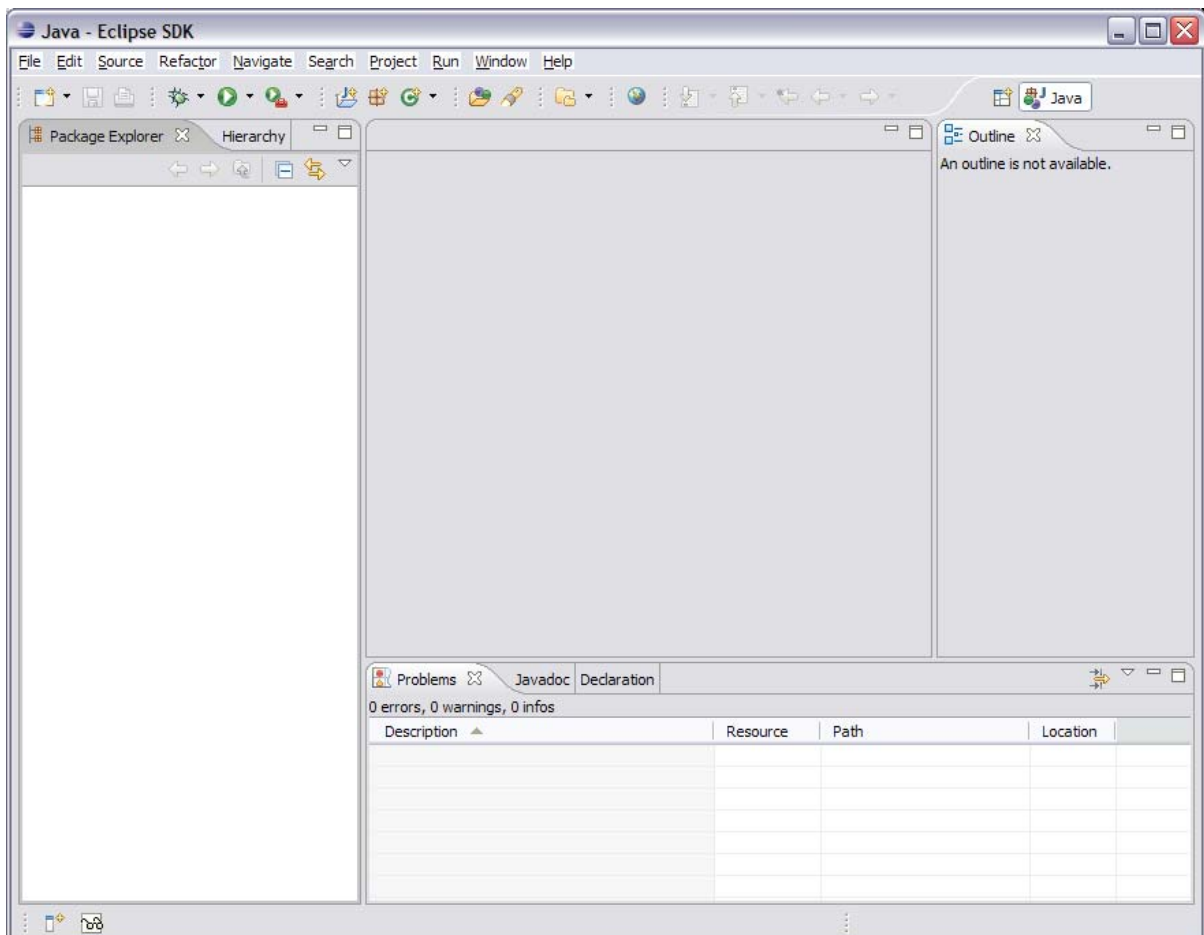 Java - Eclipse SDK
File Edit Source Refactor Navigate Search Project Run Window Help
Java
Package Explorer Hierarchy
Outline
An outline is not available.
Problems Javadoc Declaration
0 errors, 0 warnings, 0 infos
Description Resource Path Location